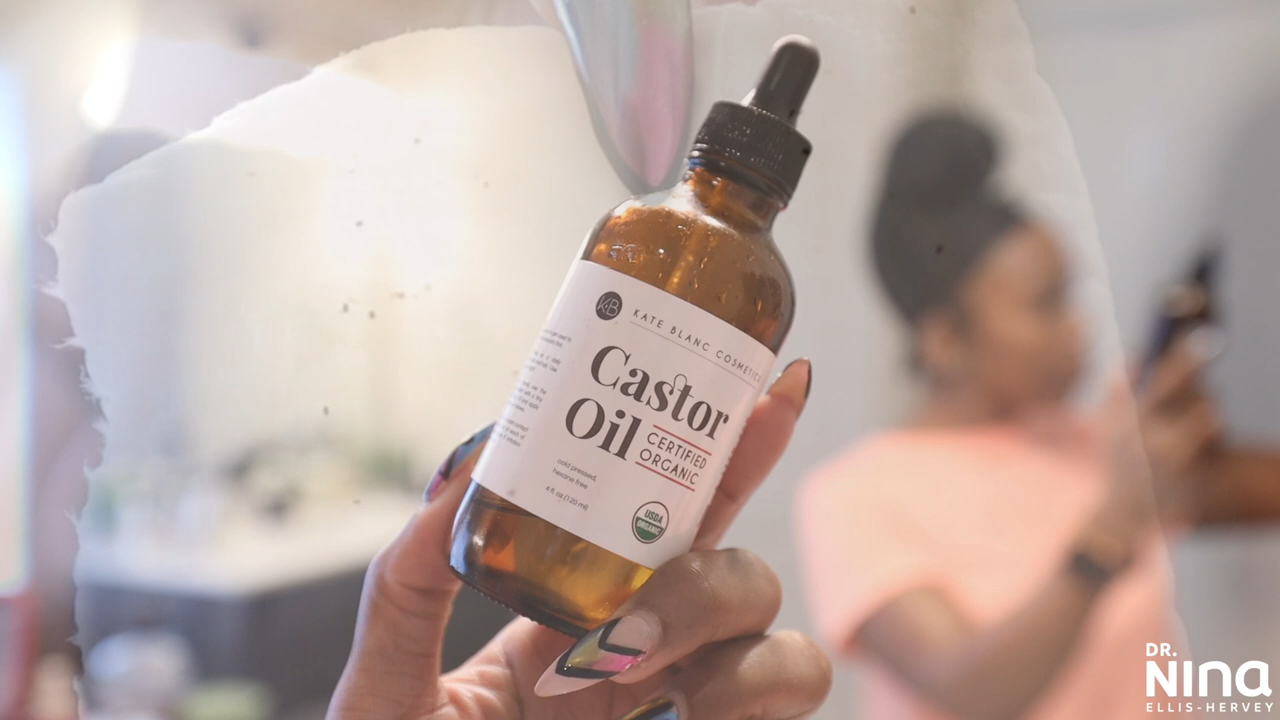 KB
KATE BLANC COSMETICS
Castor
Oil
CERTIFIED
ORGANIC
cold pressed,
hexane free
4 fl oz (120 ml)
USDA
ORGANIC
DR.
Nina
ELLIS-HERVEY